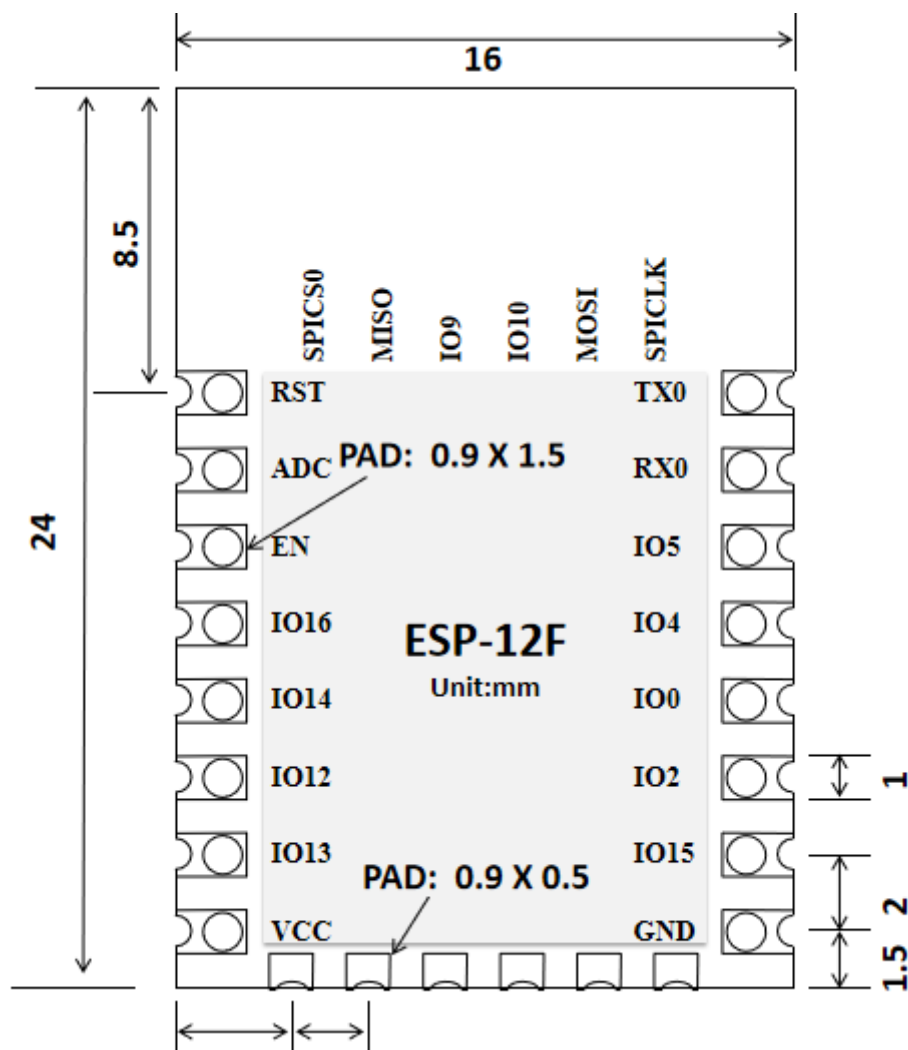 16
8.5
24
SPICS0
MISO
IO9
IO10
MOSI
SPICLK
RST
TX0
ADC
PAD: 0.9 X 1.5
RX0
EN
IO5
IO16
ESP-12F
IO4
Unit:mm
IO14
IO0
IO12
IO2
1
IO13
PAD: 0.9 X 0.5
IO15
2
VCC
GND
1.5